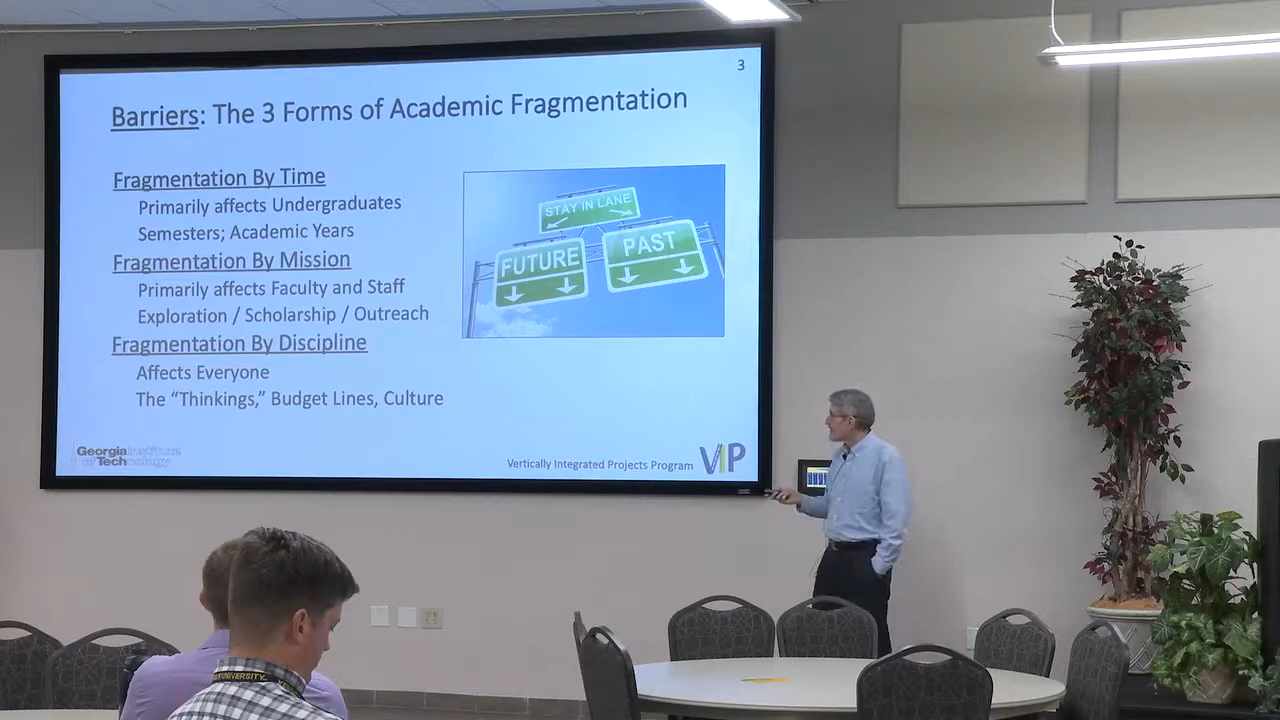 3
Barriers: The 3 Forms of Academic Fragmentation
Fragmentation By Time
Primarily affects Undergraduates
Semesters; Academic Years
Fragmentation By Mission
Primarily affects Faculty and Staff
Exploration / Scholarship / Outreach
Fragmentation By Discipline
Affects Everyone
The “Thinkings,” Budget Lines, Culture
STAY IN LANE
FUTURE
PAST
Georgia Institute
of Technology
Vertically Integrated Projects Program
VIP